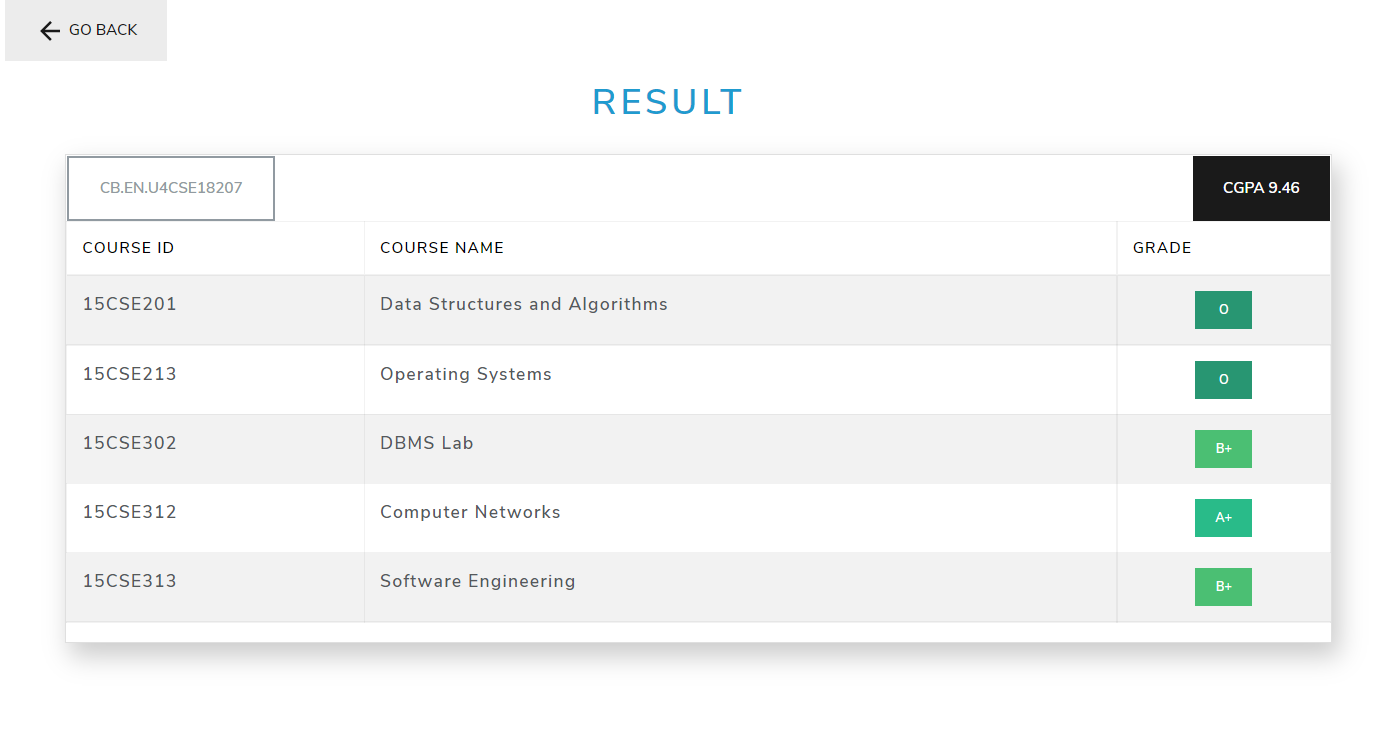 GO BACK
RESULT
CB.EN.U4CSE18207 CGPA 9.46
COURSE ID COURSE NAME GRADE
15CSE201 Data Structures and Algorithms O
15CSE213 Operating Systems O
15CSE302 DBMS Lab B+
15CSE312 Computer Networks A+
15CSE313 Software Engineering B+